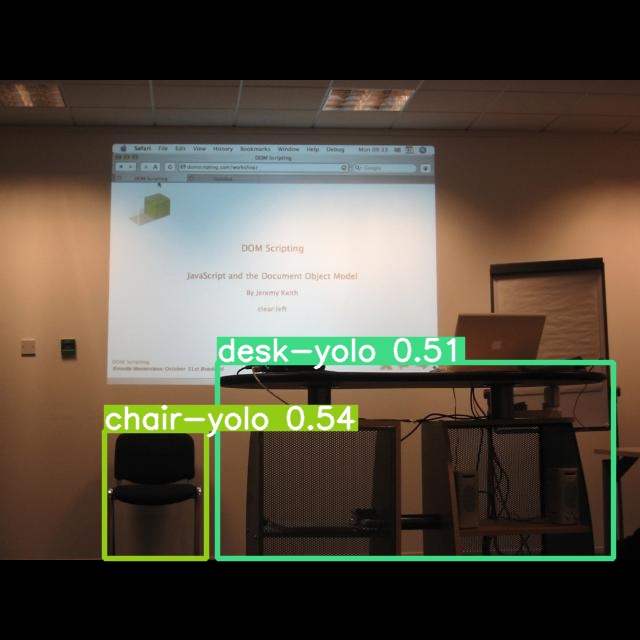 Safari File Edit View History Bookmarks Window Help Debug Mon 09:33
DOM Scripting
domscripting.com/workshop/
Google
DOM Scripting
DOM Scripting
JavaScript and the Document Object Model
By Jeremy Keith
clear:left
DOM Scripting
October 31st
desk-yolo 0.51
chair-yolo 0.54